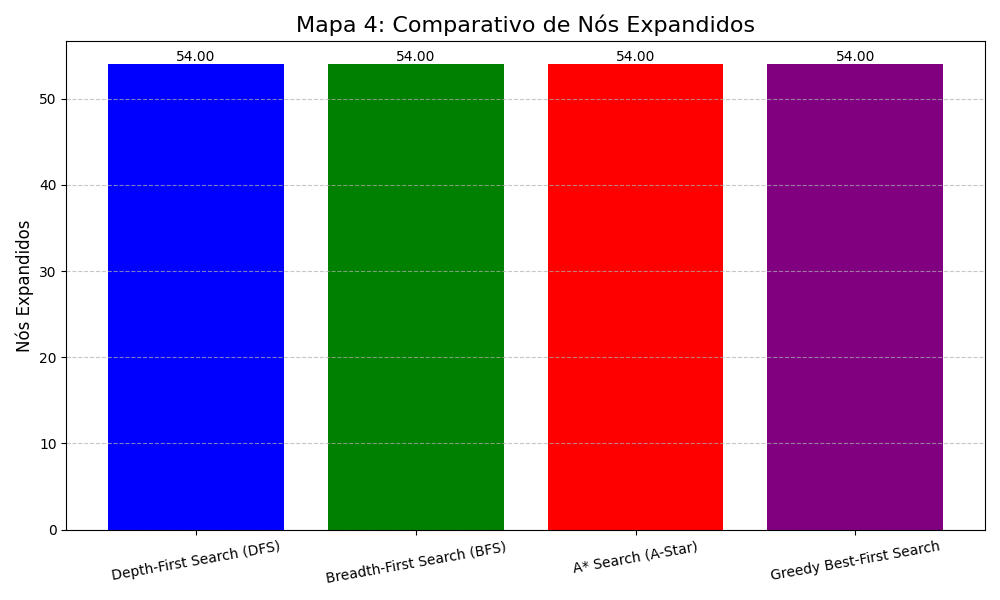 Mapa 4: Comparativo de Nós Expandidos
54.00
54.00
54.00
54.00
Nós Expandidos
50
40
30
20
10
0
Depth-First Search (DFS)
Breadth-First Search (BFS)
A* Search (A-Star)
Greedy Best-First Search